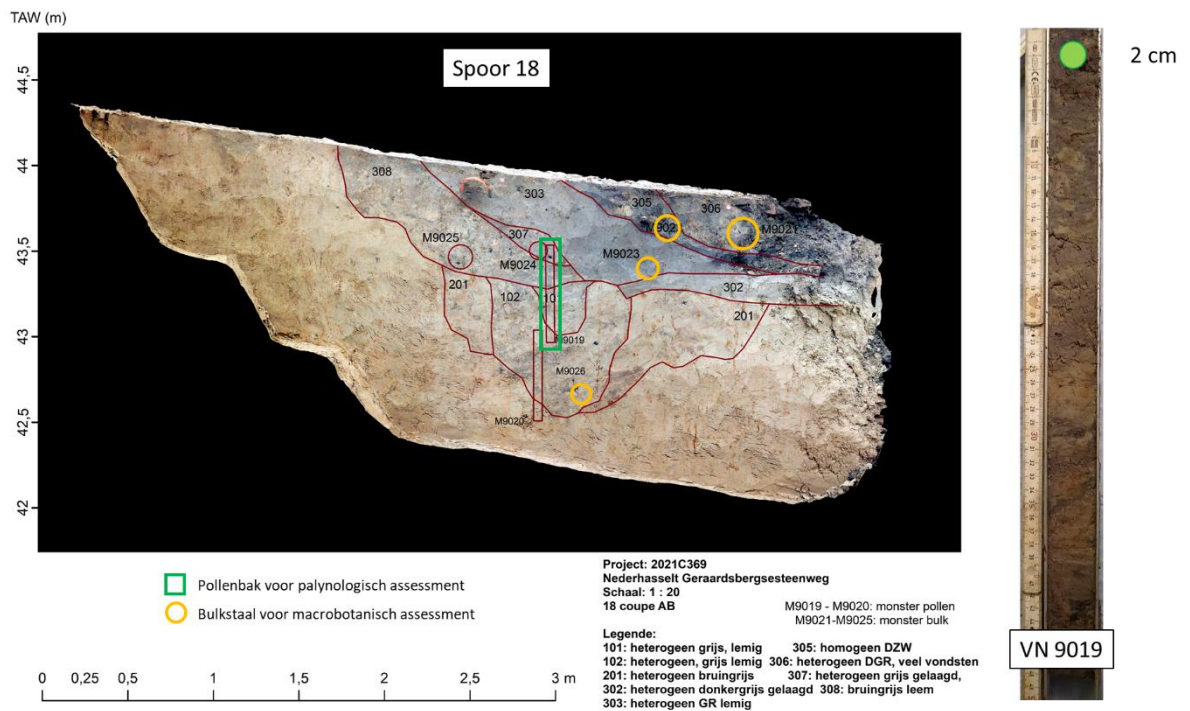 TAW (m)
Spoor 18
2 cm
44,5
44
43,5
43
42,5
42
308
303
305
306
307
M902
M9021
M9025
M9024
M9023
201
102
101
302
201
M9019
M9026
M9020
Pollenbak voor palynologisch assessment
Bulkstaal voor macrobotanisch assessment
0 0,25 0,5 1 2 3 m
Project: 2021C369
Nederhasselt Geraardsbergsesteenweg
Schaal: 1 : 20
18 coupe AB
M9019 - M9020: monster pollen
M9021-M9025: monster bulk
Legende:
101: heterogeen grijs, lemig 305: homogeen DZW
102: heterogeen, grijs lemig 306: heterogeen DGR, veel vondsten
201: heterogeen bruingrijs 307: heterogeen grijs gelaagd,
302: heterogeen donkergrijs gelaagd 308: bruingrijs leem
303: heterogeen GR lemig
VN 9019